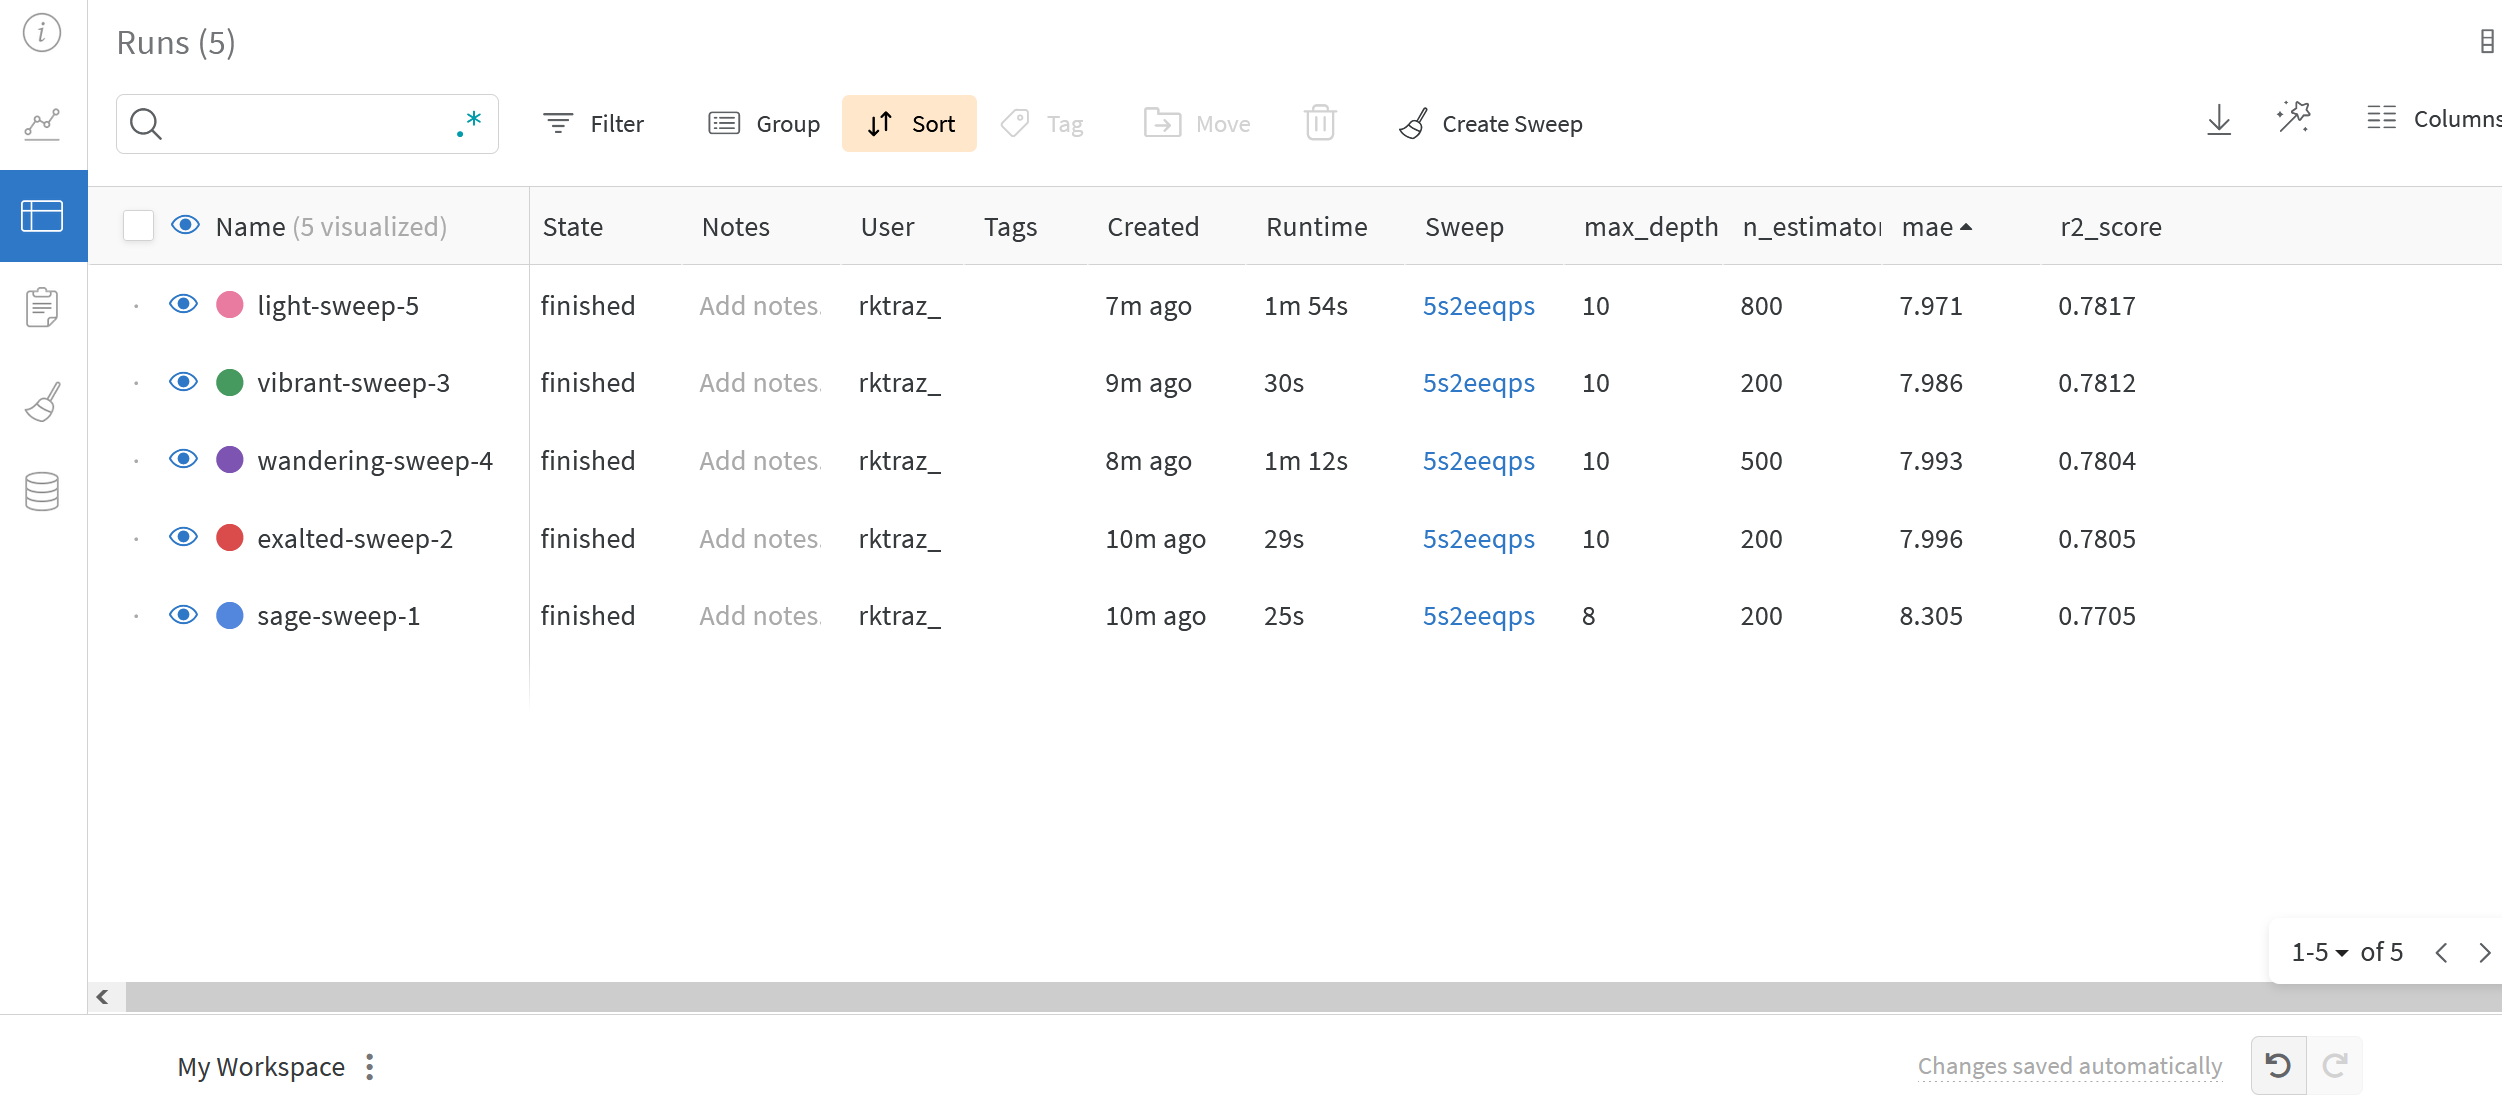 Runs (5)
.* Filter Group Sort Tag Move Create Sweep Columns
Name (5 visualized) State Notes User Tags Created Runtime Sweep max_depth n_estimator mae r2_score
light-sweep-5 finished Add notes. rktraz_ 7m ago 1m 54s 5s2eeqps 10 800 7.971 0.7817
vibrant-sweep-3 finished Add notes. rktraz_ 9m ago 30s 5s2eeqps 10 200 7.986 0.7812
wandering-sweep-4 finished Add notes. rktraz_ 8m ago 1m 12s 5s2eeqps 10 500 7.993 0.7804
exalted-sweep-2 finished Add notes. rktraz_ 10m ago 29s 5s2eeqps 10 200 7.996 0.7805
sage-sweep-1 finished Add notes. rktraz_ 10m ago 25s 5s2eeqps 8 200 8.305 0.7705
1-5 of 5
My Workspace Changes saved automatically